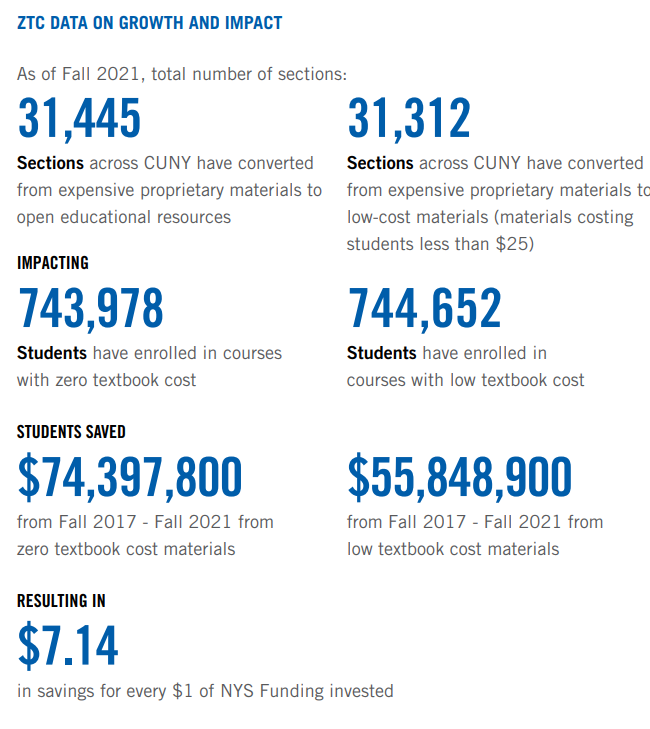 ZTC DATA ON GROWTH AND IMPACT
As of Fall 2021, total number of sections:
31,445
Sections across CUNY have converted
from expensive proprietary materials to
open educational resources
31,312
Sections across CUNY have converted
from expensive proprietary materials to
low-cost materials (materials costing
students less than $25)
IMPACTING
743,978
Students have enrolled in courses
with zero textbook cost
744,652
Students have enrolled in
courses with low textbook cost
STUDENTS SAVED
$74,397,800
from Fall 2017 - Fall 2021 from
zero textbook cost materials
$55,848,900
from Fall 2017 - Fall 2021 from
low textbook cost materials
RESULTING IN
$7.14
in savings for every $1 of NYS Funding invested